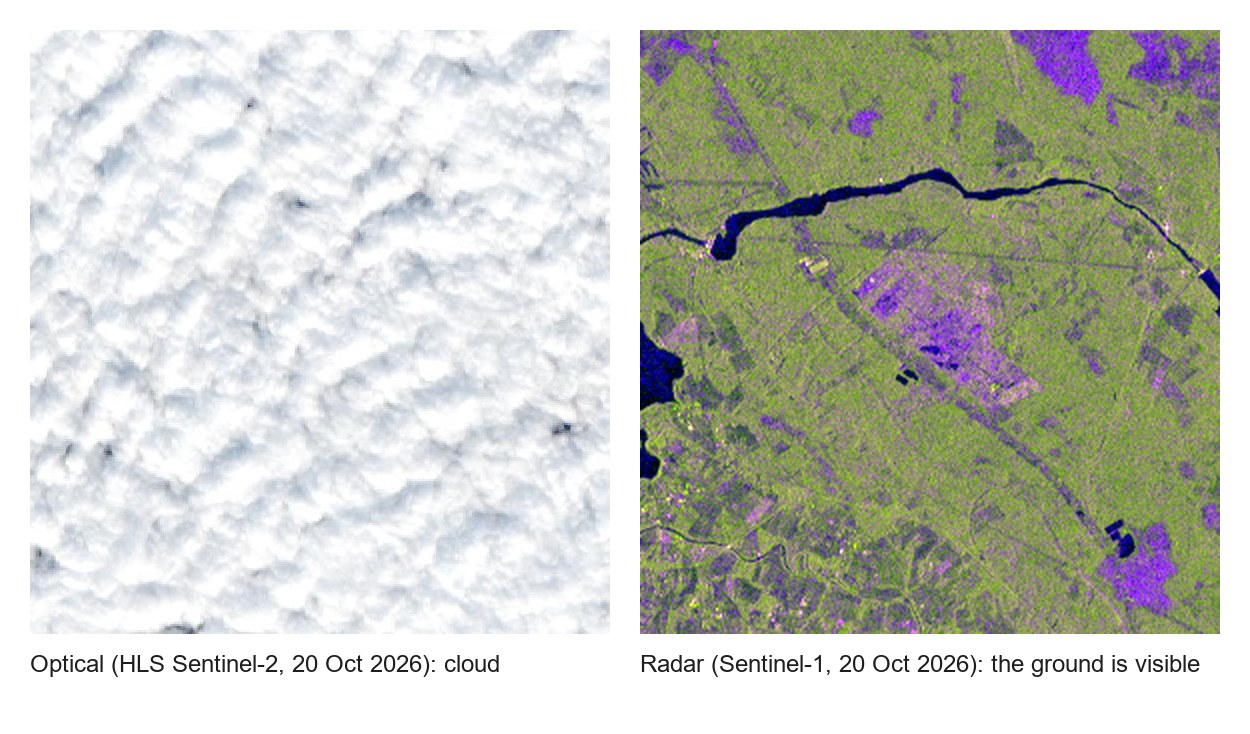 Optical (HLS Sentinel-2, 20 Oct 2026): cloud
Radar (Sentinel-1, 20 Oct 2026): the ground is visible